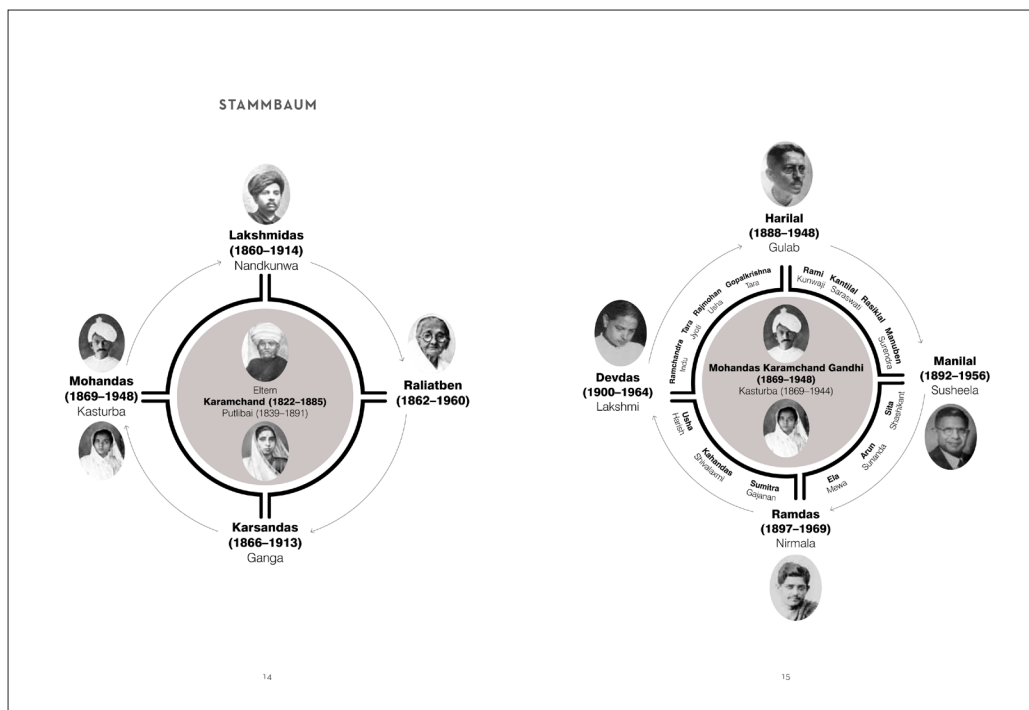 STAMMBAUM
Lakshmidas
(1860–1914)
Nandkunwa
Mohandas
(1869–1948)
Kasturba
Eltern
Karamchand (1822–1885)
Putlibai (1839–1891)
Raliatben
(1862–1960)
Karsandas
(1866–1913)
Ganga
14
Harilal
(1888–1948)
Gulab
Rami
Kunwaji
Kantilal
Saraswati
Rasiklal
Manuben
Surendra
Manilal
(1892–1956)
Susheela
Sita
Shashikant
Arun
Sunanda
Ela
Mewa
Ramdas
(1897–1969)
Nirmala
Sumitra
Gajanan
Kahandas
Shivalaxmi
Usha
Harish
Devdas
(1900–1964)
Lakshmi
Ramchandra
Indu
Tara
Jyoti
Rajmohan
Usha
Gopalkrishna
Tara
Mohandas Karamchand Gandhi
(1869–1948)
Kasturba (1869–1944)
15